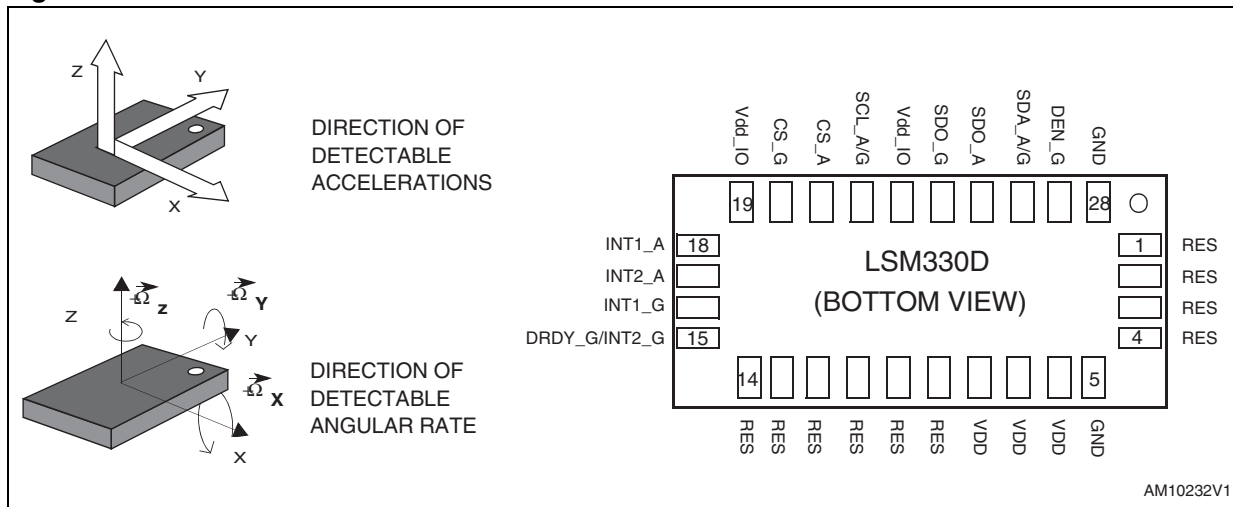 Z
Y
X
DIRECTION OF
DETECTABLE
ACCELERATIONS
Z
Ω Z
Ω Y
Y
Ω X
X
DIRECTION OF
DETECTABLE
ANGULAR RATE
Vdd_IO
CS_G
CS_A
SCL_A/G
Vdd_IO
SDO_G
SDO_A
SDA_A/G
DEN_G
GND
19
28
INT1_A 18
INT2_A
INT1_G
DRDY_G/INT2_G 15
LSM330D
(BOTTOM VIEW)
1 RES
RES
RES
4 RES
14
5
RES
RES
RES
RES
RES
RES
VDD
VDD
VDD
GND
AM10232V1